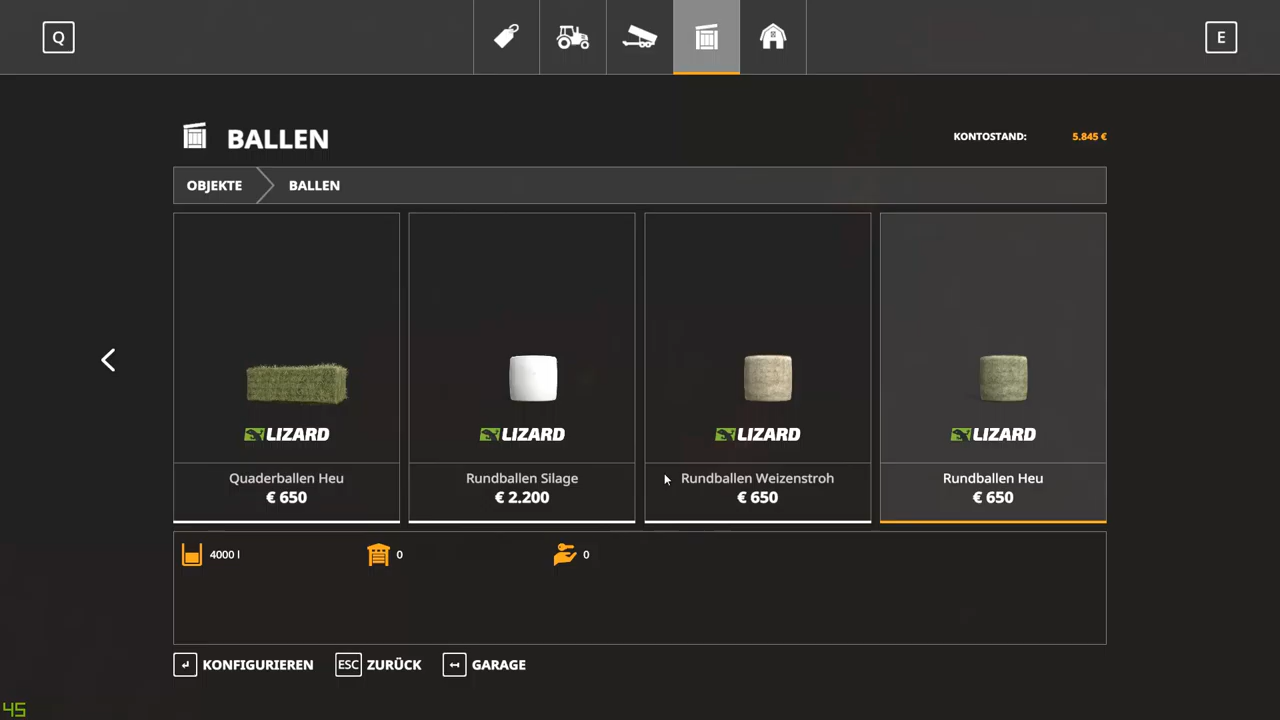 Q
E
BALLEN
KONTOSTAND: 5.845 €
OBJEKTE BALLEN
LIZARD LIZARD LIZARD LIZARD
Quaderballen Heu Rundballen Silage Rundballen Weizenstroh Rundballen Heu
€ 650 € 2.200 € 650 € 650
4000 l 0 0
KONFIGURIEREN ESC ZURÜCK GARAGE
45